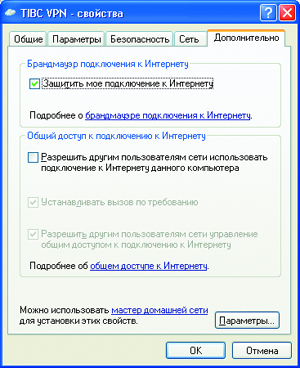 TIBC VPN - свойства
Общие Параметры Безопасность Сеть Дополнительно
Брандмауэр подключения к Интернету
Защитить мое подключение к Интернету
Подробнее о брандмауэре подключения к Интернету.
Общий доступ к подключению к Интернету
Разрешить другим пользователям сети использовать
подключение к Интернету данного компьютера
Устанавливать вызов по требованию
Разрешить другим пользователям сети управление
общим доступом к подключению к Интернету
Подробнее об общем доступе к Интернету.
Можно использовать мастер домашней сети
для установки этих свойств.
Параметры...
ОК Отмена